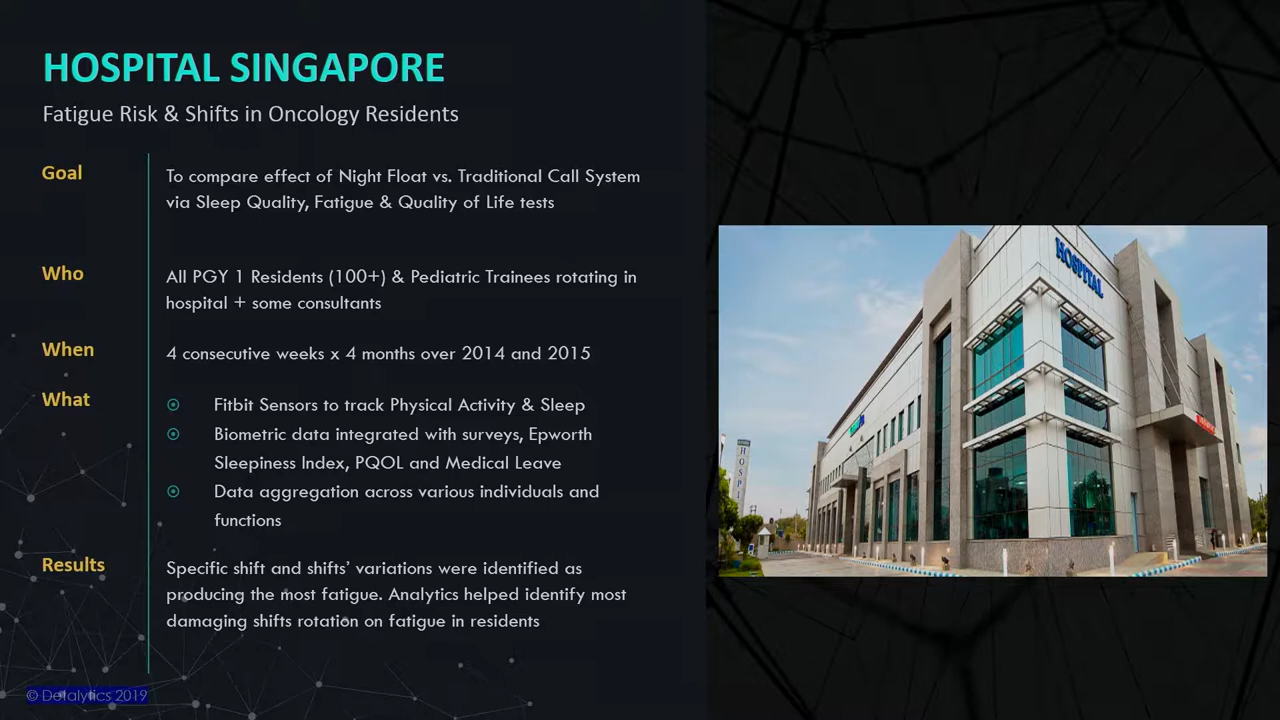 HOSPITAL SINGAPORE
Fatigue Risk & Shifts in Oncology Residents
Goal
To compare effect of Night Float vs. Traditional Call System
via Sleep Quality, Fatigue & Quality of Life tests
Who
All PGY 1 Residents (100+) & Pediatric Trainees rotating in
hospital + some consultants
When
4 consecutive weeks x 4 months over 2014 and 2015
What
Fitbit Sensors to track Physical Activity & Sleep
Biometric data integrated with surveys, Epworth
Sleepiness Index, PQOL and Medical Leave
Data aggregation across various individuals and
functions
Results
Specific shift and shifts’ variations were identified as
producing the most fatigue. Analytics helped identify most
damaging shifts rotation on fatigue in residents
© Detalytics 2019
HOSPITAL